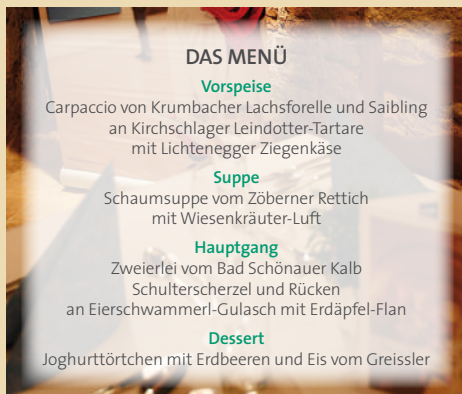 DAS MENÜ
Vorspeise
Carpaccio von Krumbacher Lachsforelle und Saibling
an Kirchschlager Leindotter-Tartare
mit Lichtenegger Ziegenkäse
Suppe
Schaumsuppe vom Zöberner Rettich
mit Wiesenkräuter-Luft
Hauptgang
Zweierlei vom Bad Schönauer Kalb
Schulterscherzel und Rücken
an Eierschwammerl-Gulasch mit Erdäpfel-Flan
Dessert
Joghurttörtchen mit Erdbeeren und Eis vom Greissler